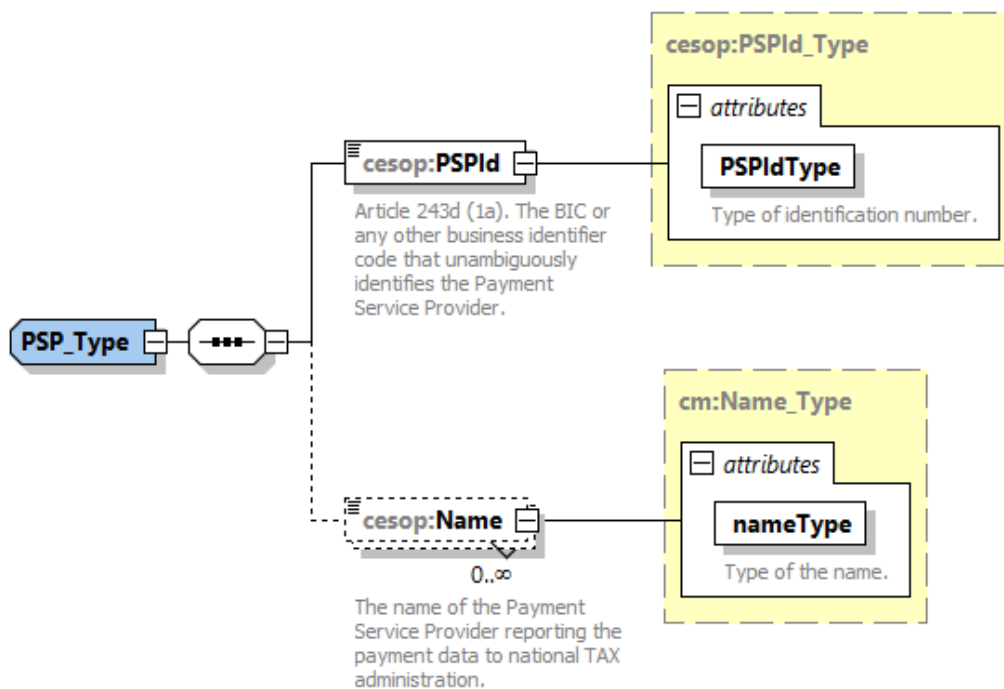 cesop:PSPId_Type
attributes
cesop:PSPId
PSPIdType
Type of identification number.
Article 243d (1a). The BIC or
any other business identifier
code that unambiguously
identifies the Payment
Service Provider.
PSP_Type
cm:Name_Type
attributes
cesop:Name
nameType
0..∞
Type of the name.
The name of the Payment
Service Provider reporting the
payment data to national TAX
administration.